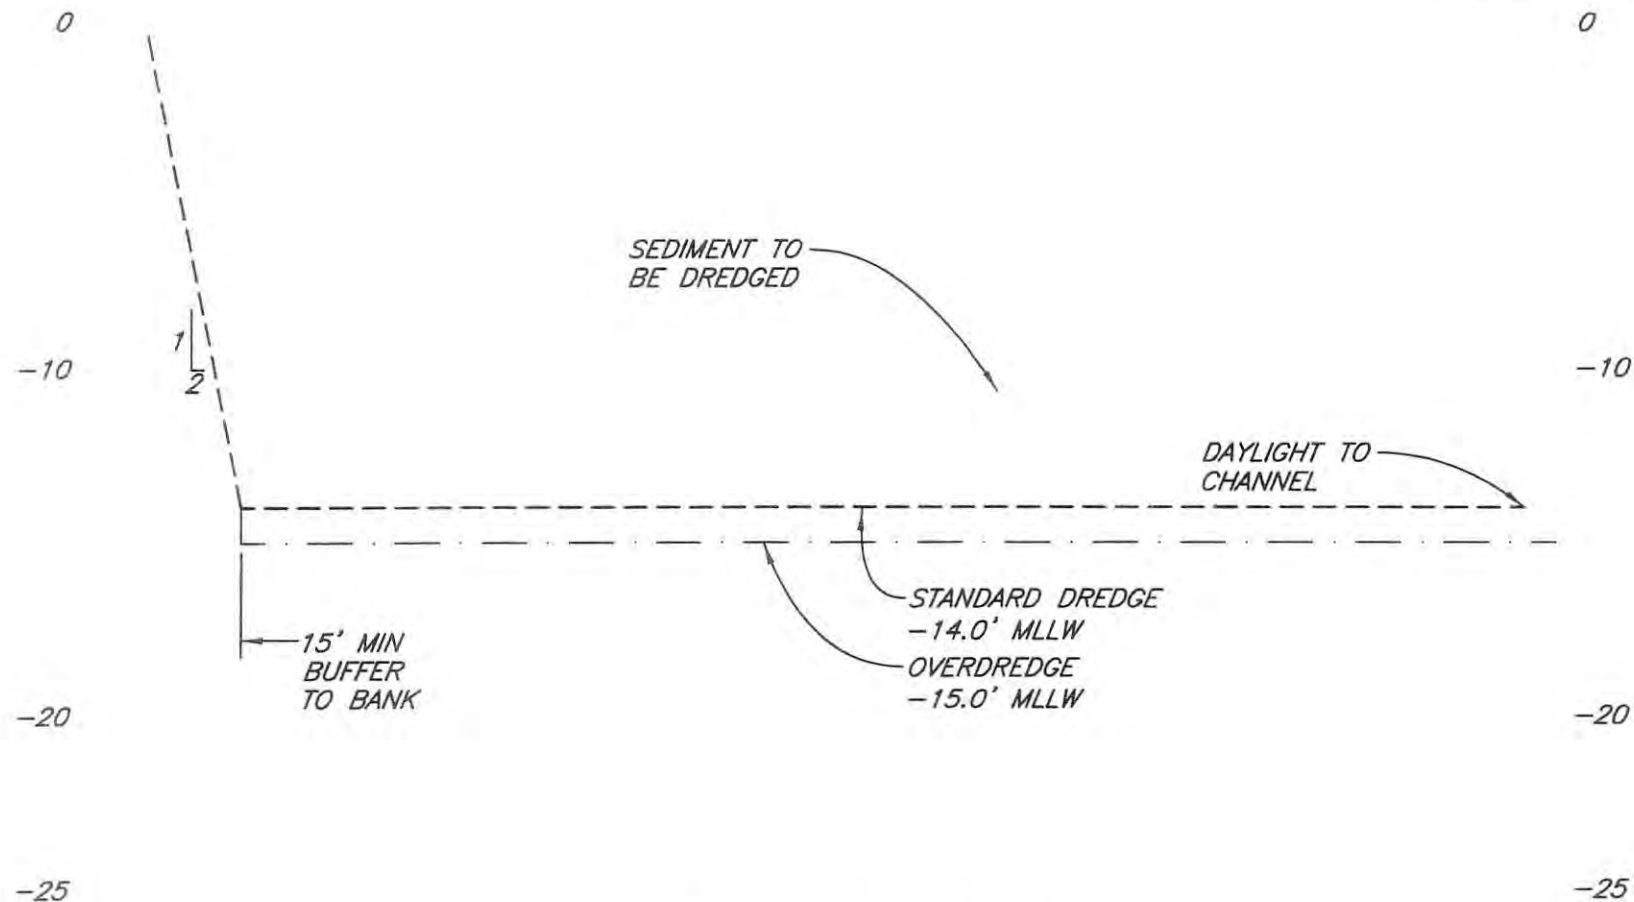 0
0
SEDIMENT TO
BE DREDGED
1
2
-10
-10
DAYLIGHT TO
CHANNEL
STANDARD DREDGE
-14.0' MLLW
15' MIN
BUFFER
TO BANK
OVERDREDGE
-15.0' MLLW
-20
-20
-25
-25